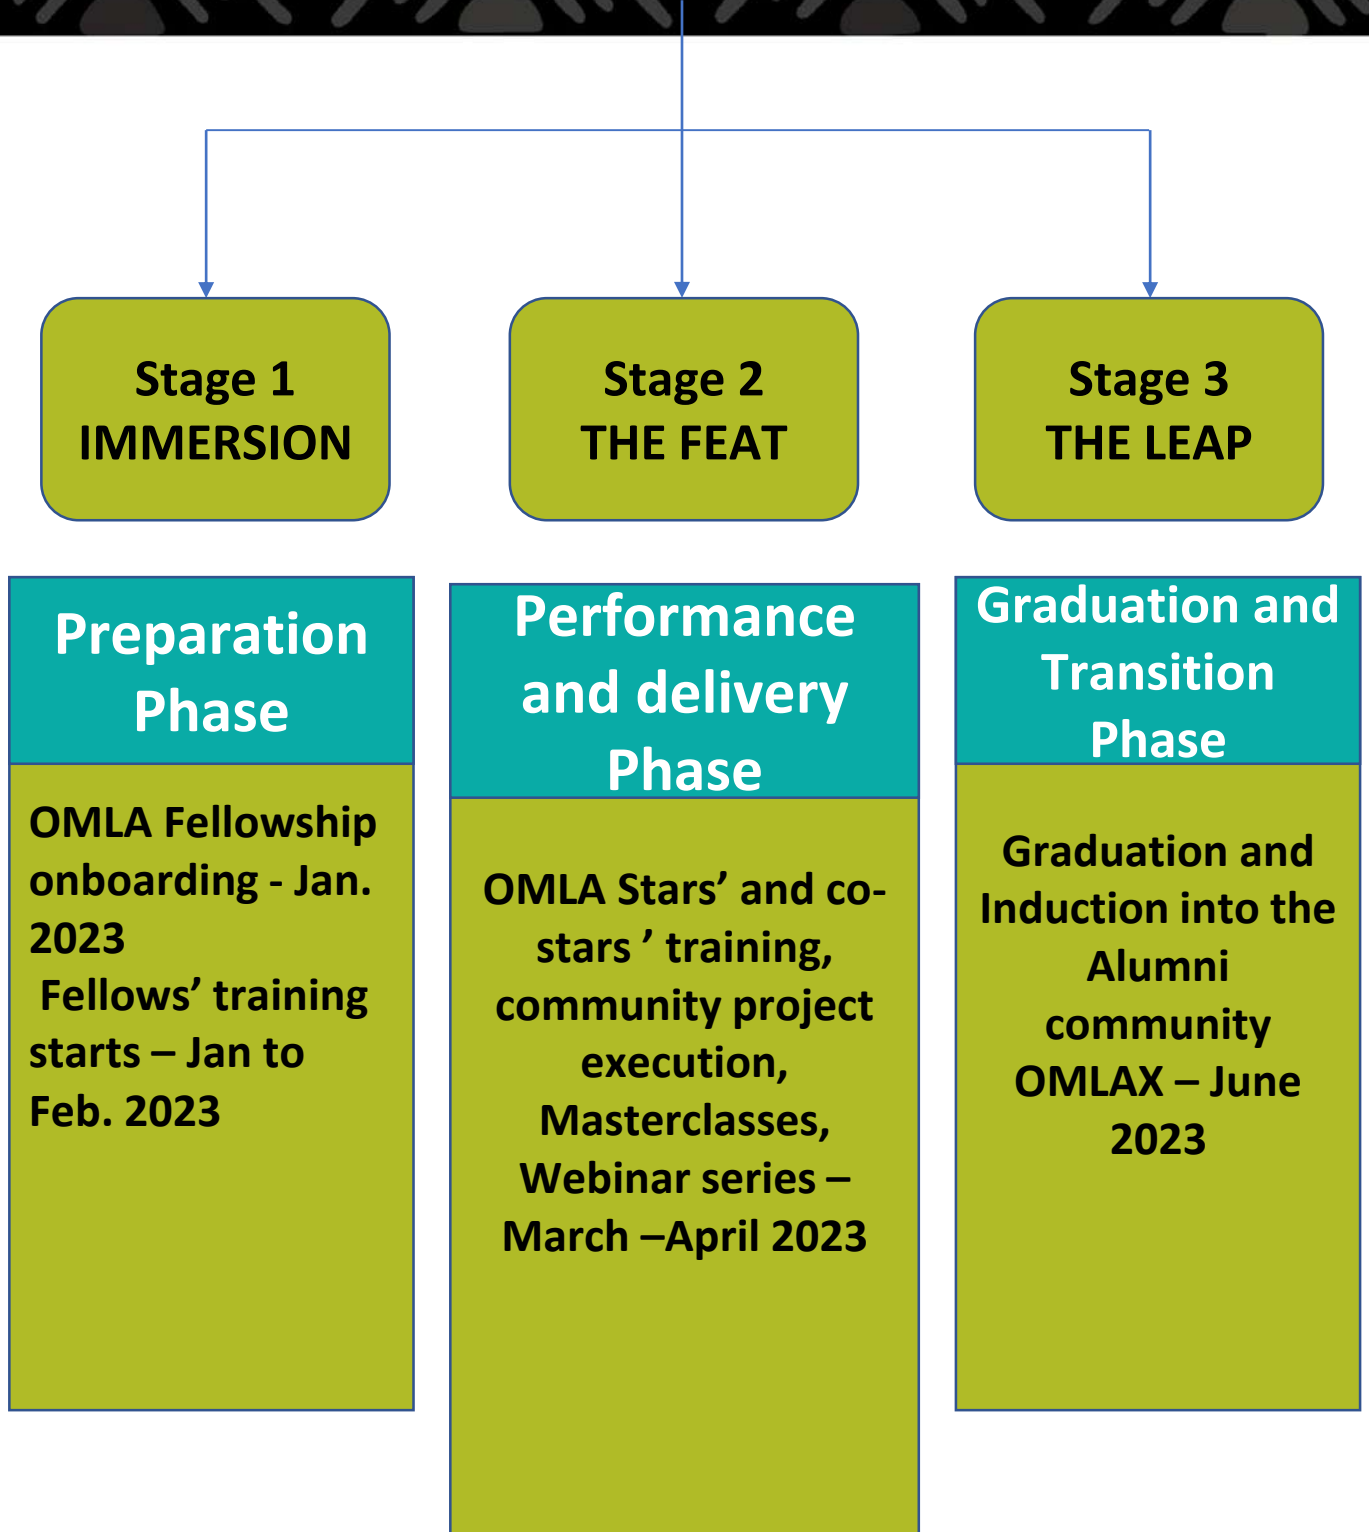 Stage 1
IMMERSION
Stage 2
THE FEAT
Stage 3
THE LEAP
Preparation
Phase
OMLA Fellowship
onboarding - Jan.
2023
Fellows’ training
starts – Jan to
Feb. 2023
Performance
and delivery
Phase
OMLA Stars’ and co-
stars ’ training,
community project
execution,
Masterclasses,
Webinar series –
March –April 2023
Graduation and
Transition
Phase
Graduation and
Induction into the
Alumni
community
OMLAX – June
2023